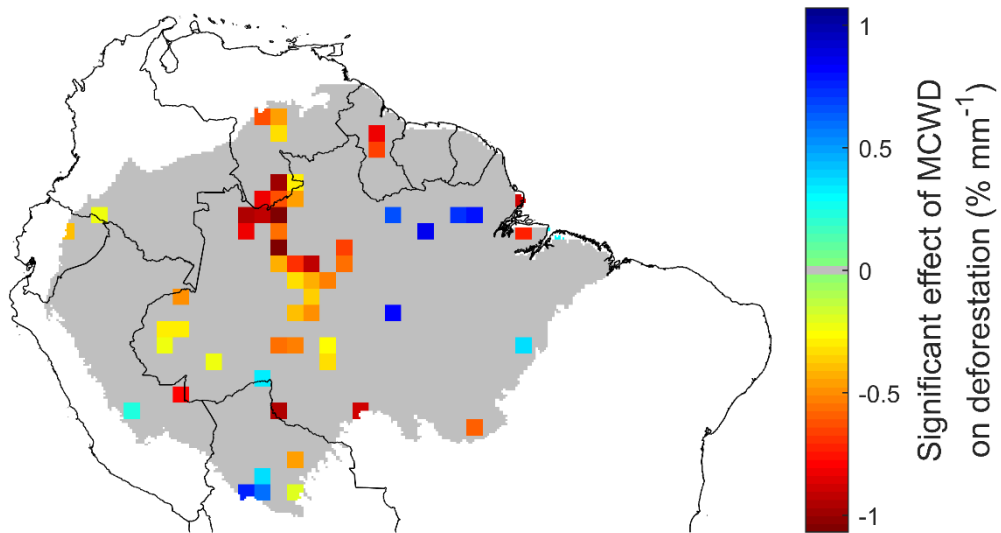 1
0.5
0
-0.5
-1
Significant effect of MCWD
on deforestation (% mm-1)